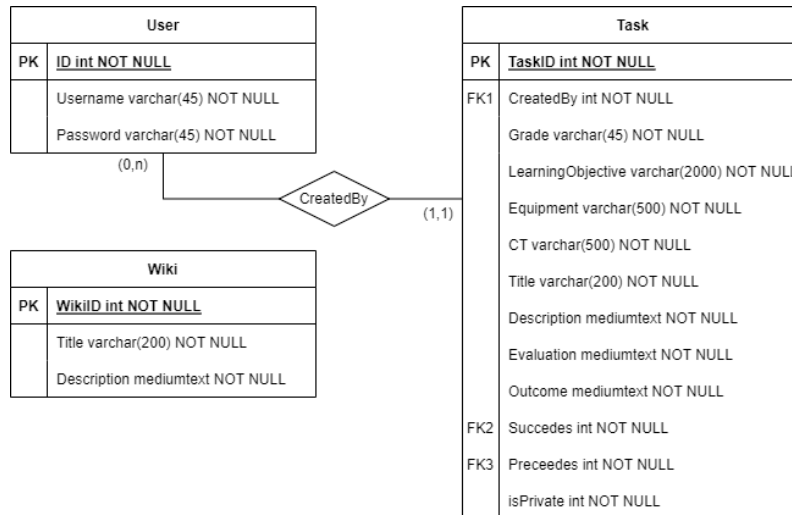 User
PK ID int NOT NULL
Username varchar(45) NOT NULL
Password varchar(45) NOT NULL
(0,n)
CreatedBy
(1,1)
Wiki
PK WikiID int NOT NULL
Title varchar(200) NOT NULL
Description mediumtext NOT NULL
Task
PK TaskID int NOT NULL
FK1 CreatedBy int NOT NULL
Grade varchar(45) NOT NULL
LearningObjective varchar(2000) NOT NULL
Equipment varchar(500) NOT NULL
CT varchar(500) NOT NULL
Title varchar(200) NOT NULL
Description mediumtext NOT NULL
Evaluation mediumtext NOT NULL
Outcome mediumtext NOT NULL
FK2 Succedes int NOT NULL
FK3 Preceedes int NOT NULL
isPrivate int NOT NULL